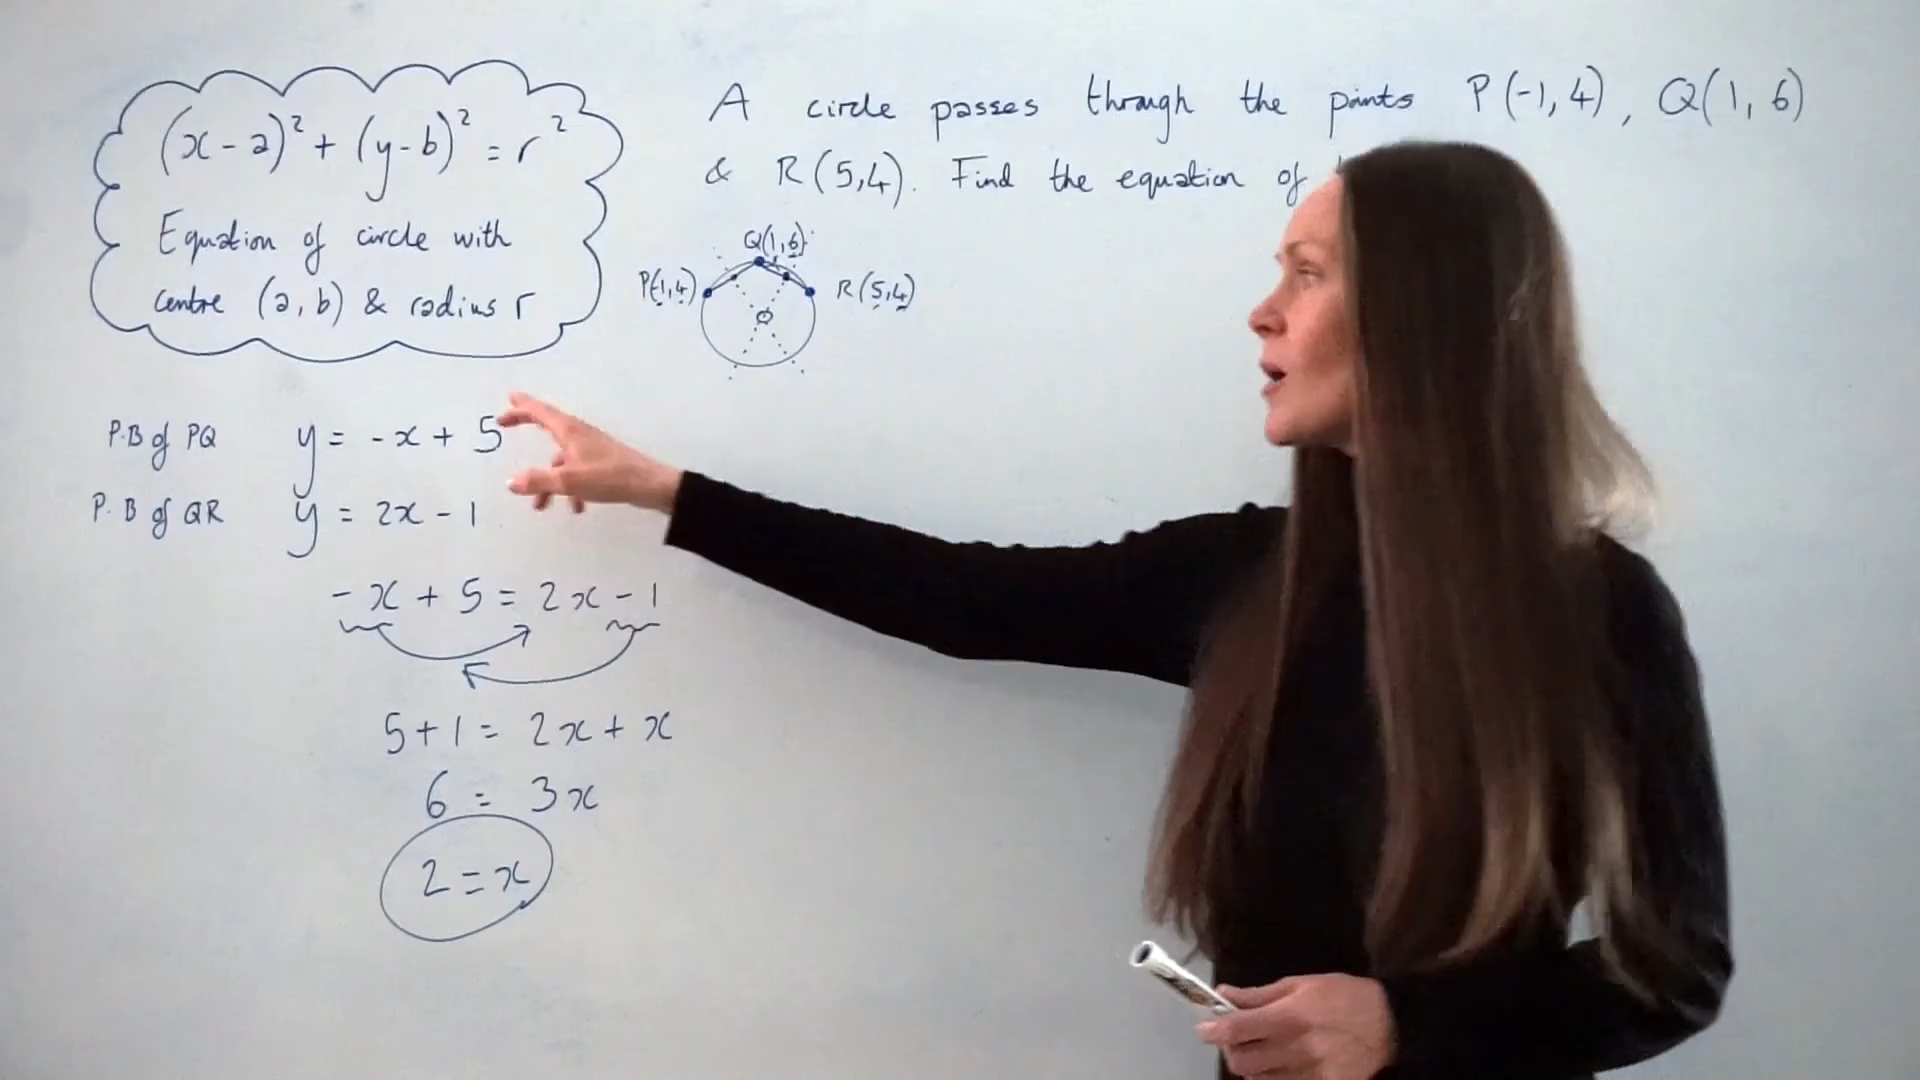 (x-a)² + (y-b)² = r²
Equation of circle with
centre (a, b) & radius r
A circle passes through the points P(-1, 4), Q(1, 6)
& R(5,4). Find the equation of
Q(1,6)
P(-1,4)
R(5,4)
P.B of PQ y = -x + 5
P.B of QR y = 2x - 1
-x + 5 = 2x - 1
5+1 = 2x + x
6 = 3x
2 = x